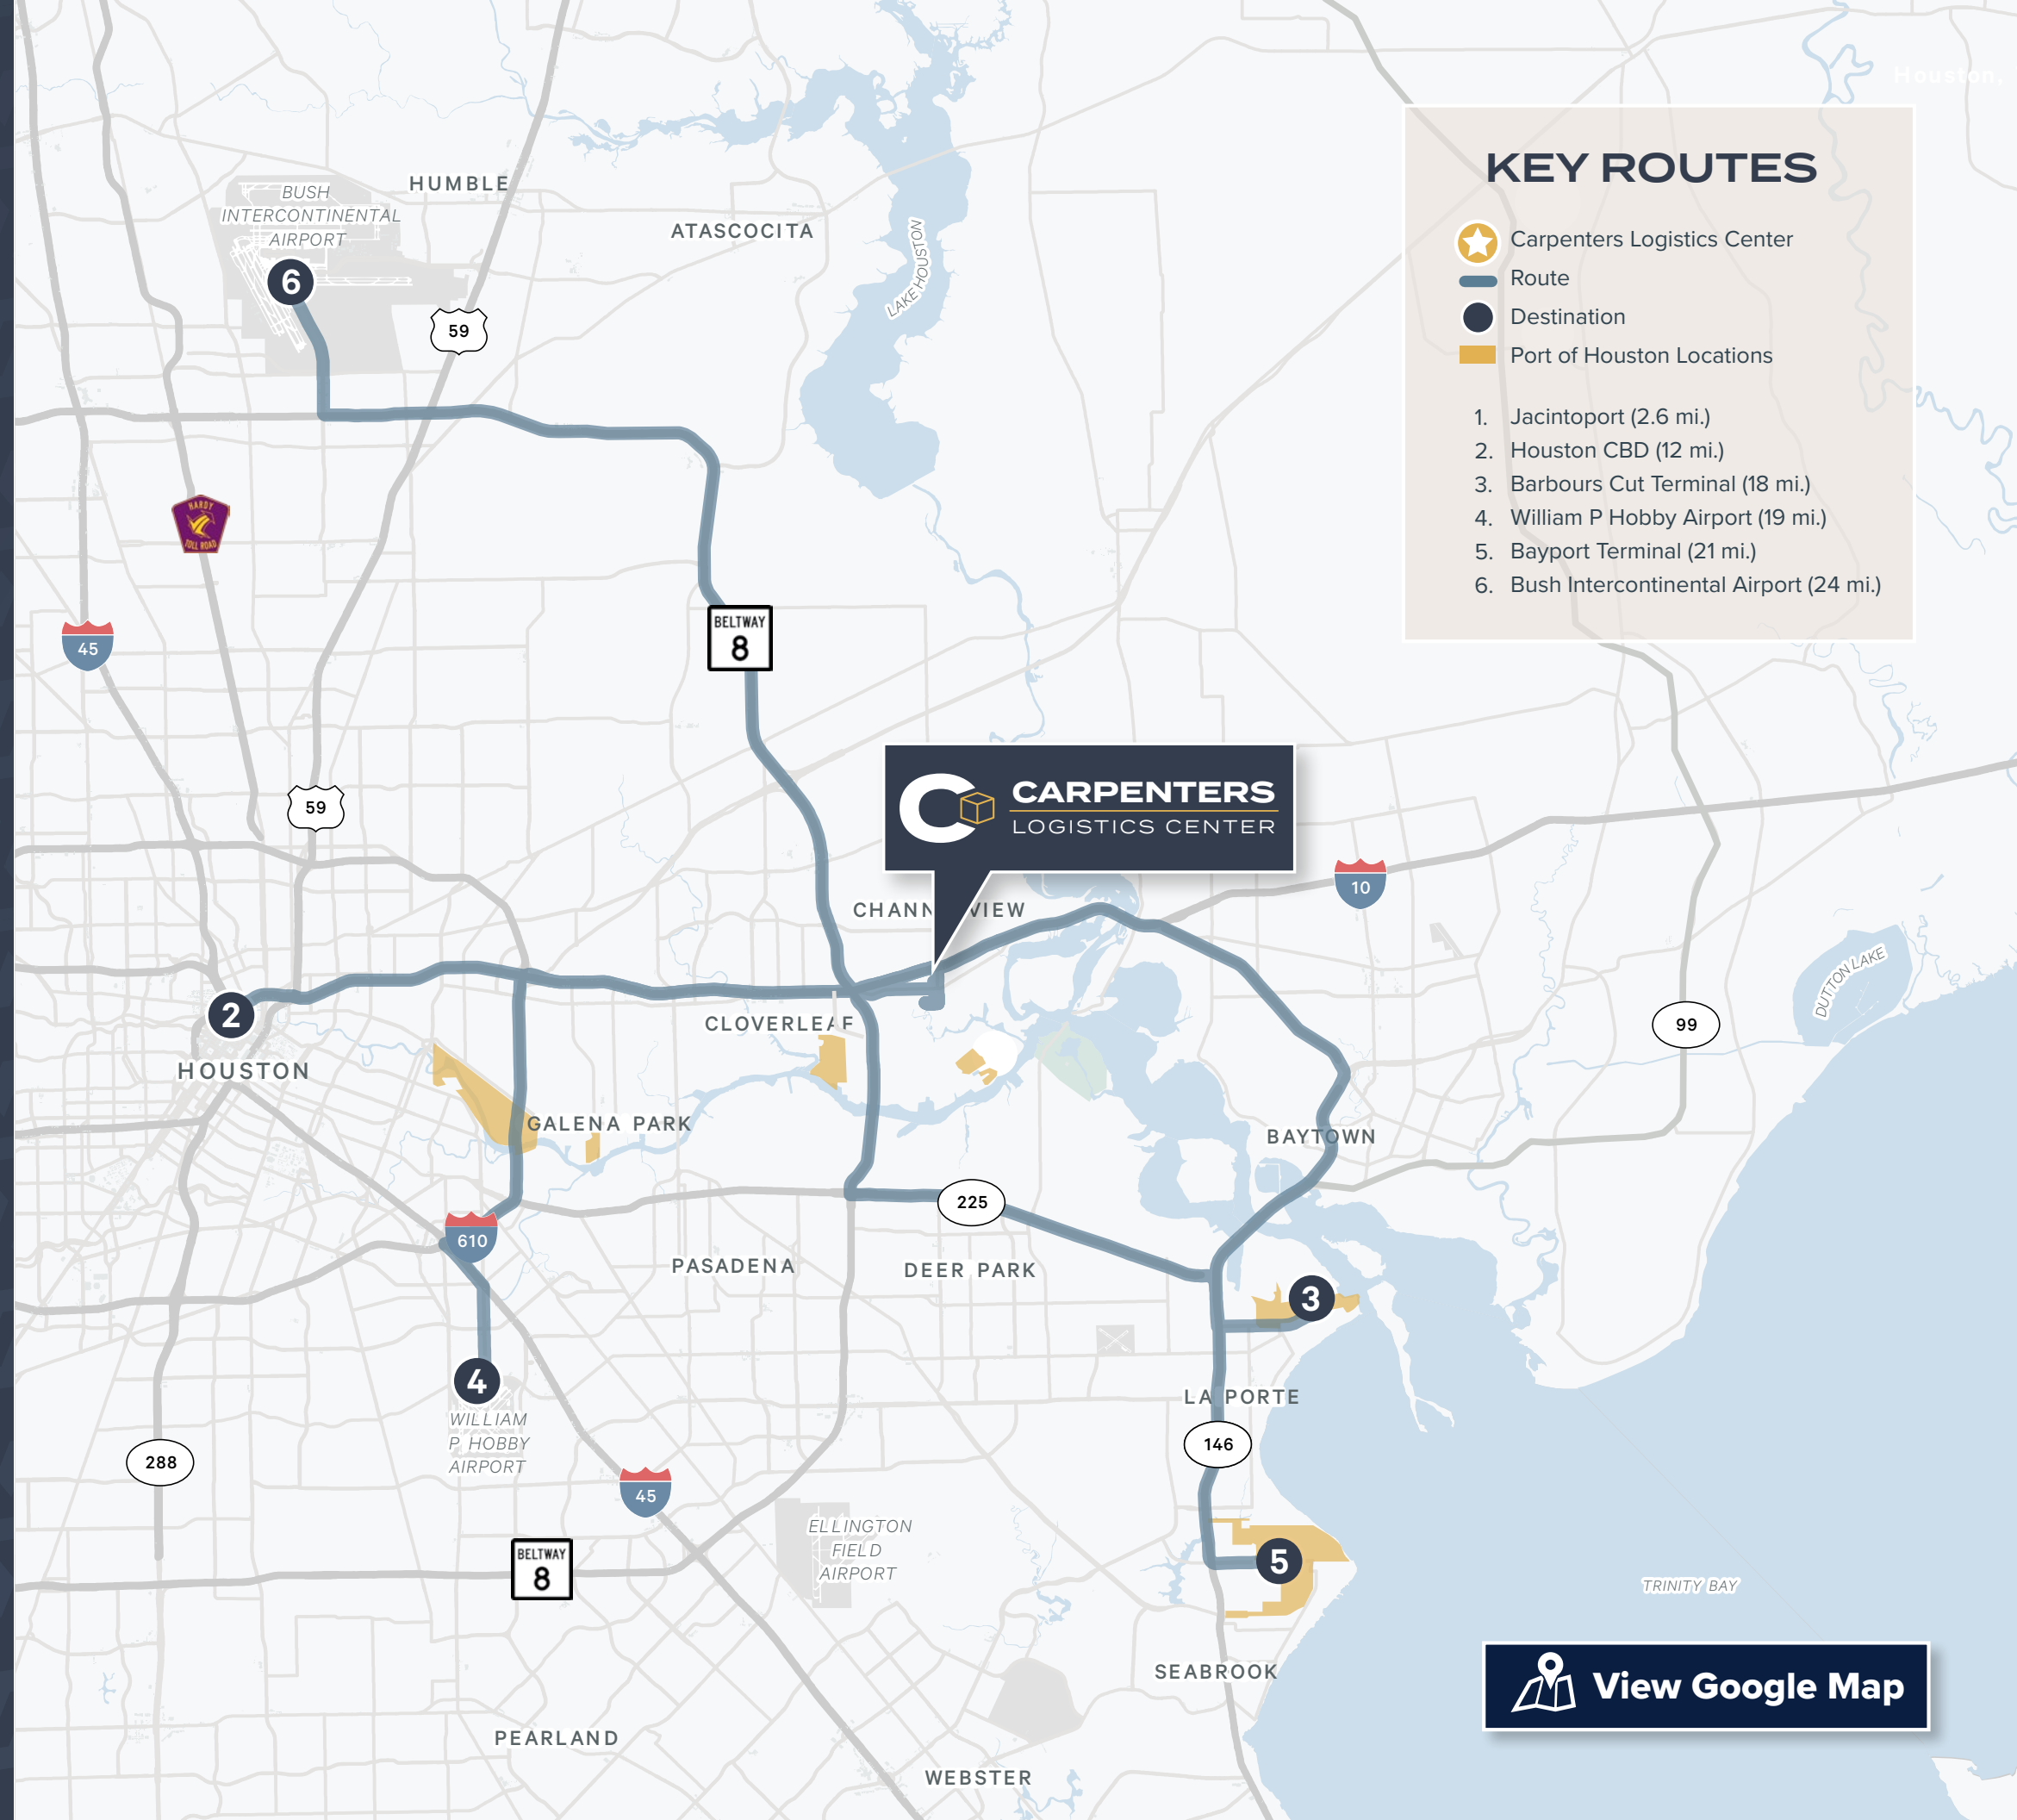 Houston,
KEY ROUTES
Carpenters Logistics Center
Route
Destination
Port of Houston Locations
1. Jacintoport (2.6 mi.)
2. Houston CBD (12 mi.)
3. Barbours Cut Terminal (18 mi.)
4. William P Hobby Airport (19 mi.)
5. Bayport Terminal (21 mi.)
6. Bush Intercontinental Airport (24 mi.)
HUMBLE
BUSH
INTERCONTINENTAL
AIRPORT
6
ATASCOCITA
LAKE HOUSTON
59
HARDY
TOLL ROAD
45
BELTWAY
8
59
CARPENTERS
LOGISTICS CENTER
10
CHANN VIEW
DUTTON LAKE
2
CLOVERLEAF
99
HOUSTON
GALENA PARK
BAYTOWN
225
610
PASADENA
DEER PARK
3
4
LA PORTE
WILLIAM
P HOBBY
AIRPORT
146
288
45
ELLINGTON
FIELD
AIRPORT
BELTWAY
8
5
TRINITY BAY
SEABROOK
View Google Map
PEARLAND
WEBSTER